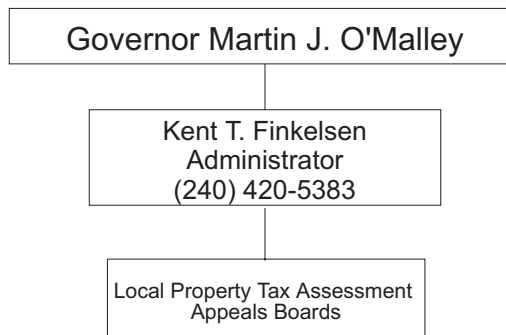 Governor Martin J. O'Malley
Kent T. Finkelsen
Administrator
(240) 420-5383
Local Property Tax Assessment
Appeals Boards